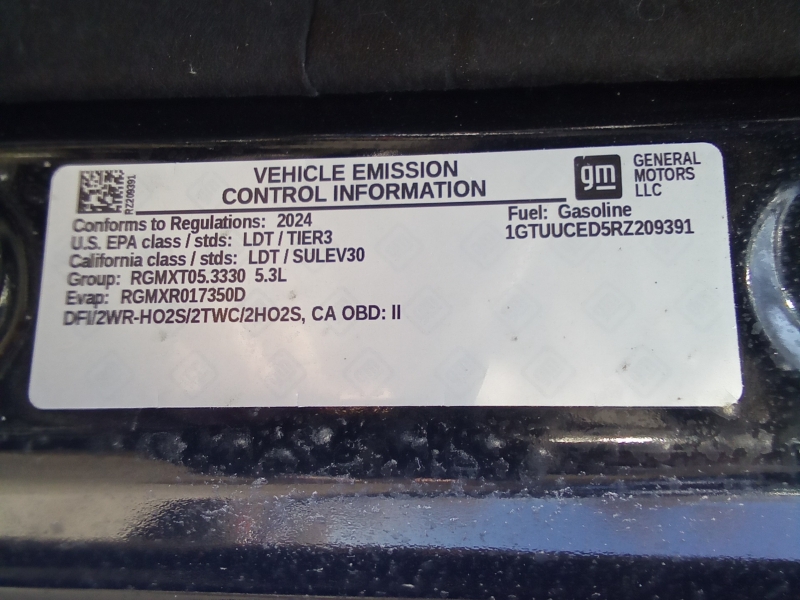 RZ209391
VEHICLE EMISSION
CONTROL INFORMATION
gm
GENERAL
MOTORS
LLC
Conforms to Regulations: 2024
Fuel: Gasoline
U.S. EPA class / stds: LDT / TIER3
1GTUUCED5RZ209391
California class / stds: LDT / SULEV30
Group: RGMXT05.3330 5.3L
Evap: RGMXR017350D
DFI/2WR-HO2S/2TWC/2HO2S, CA OBD: II